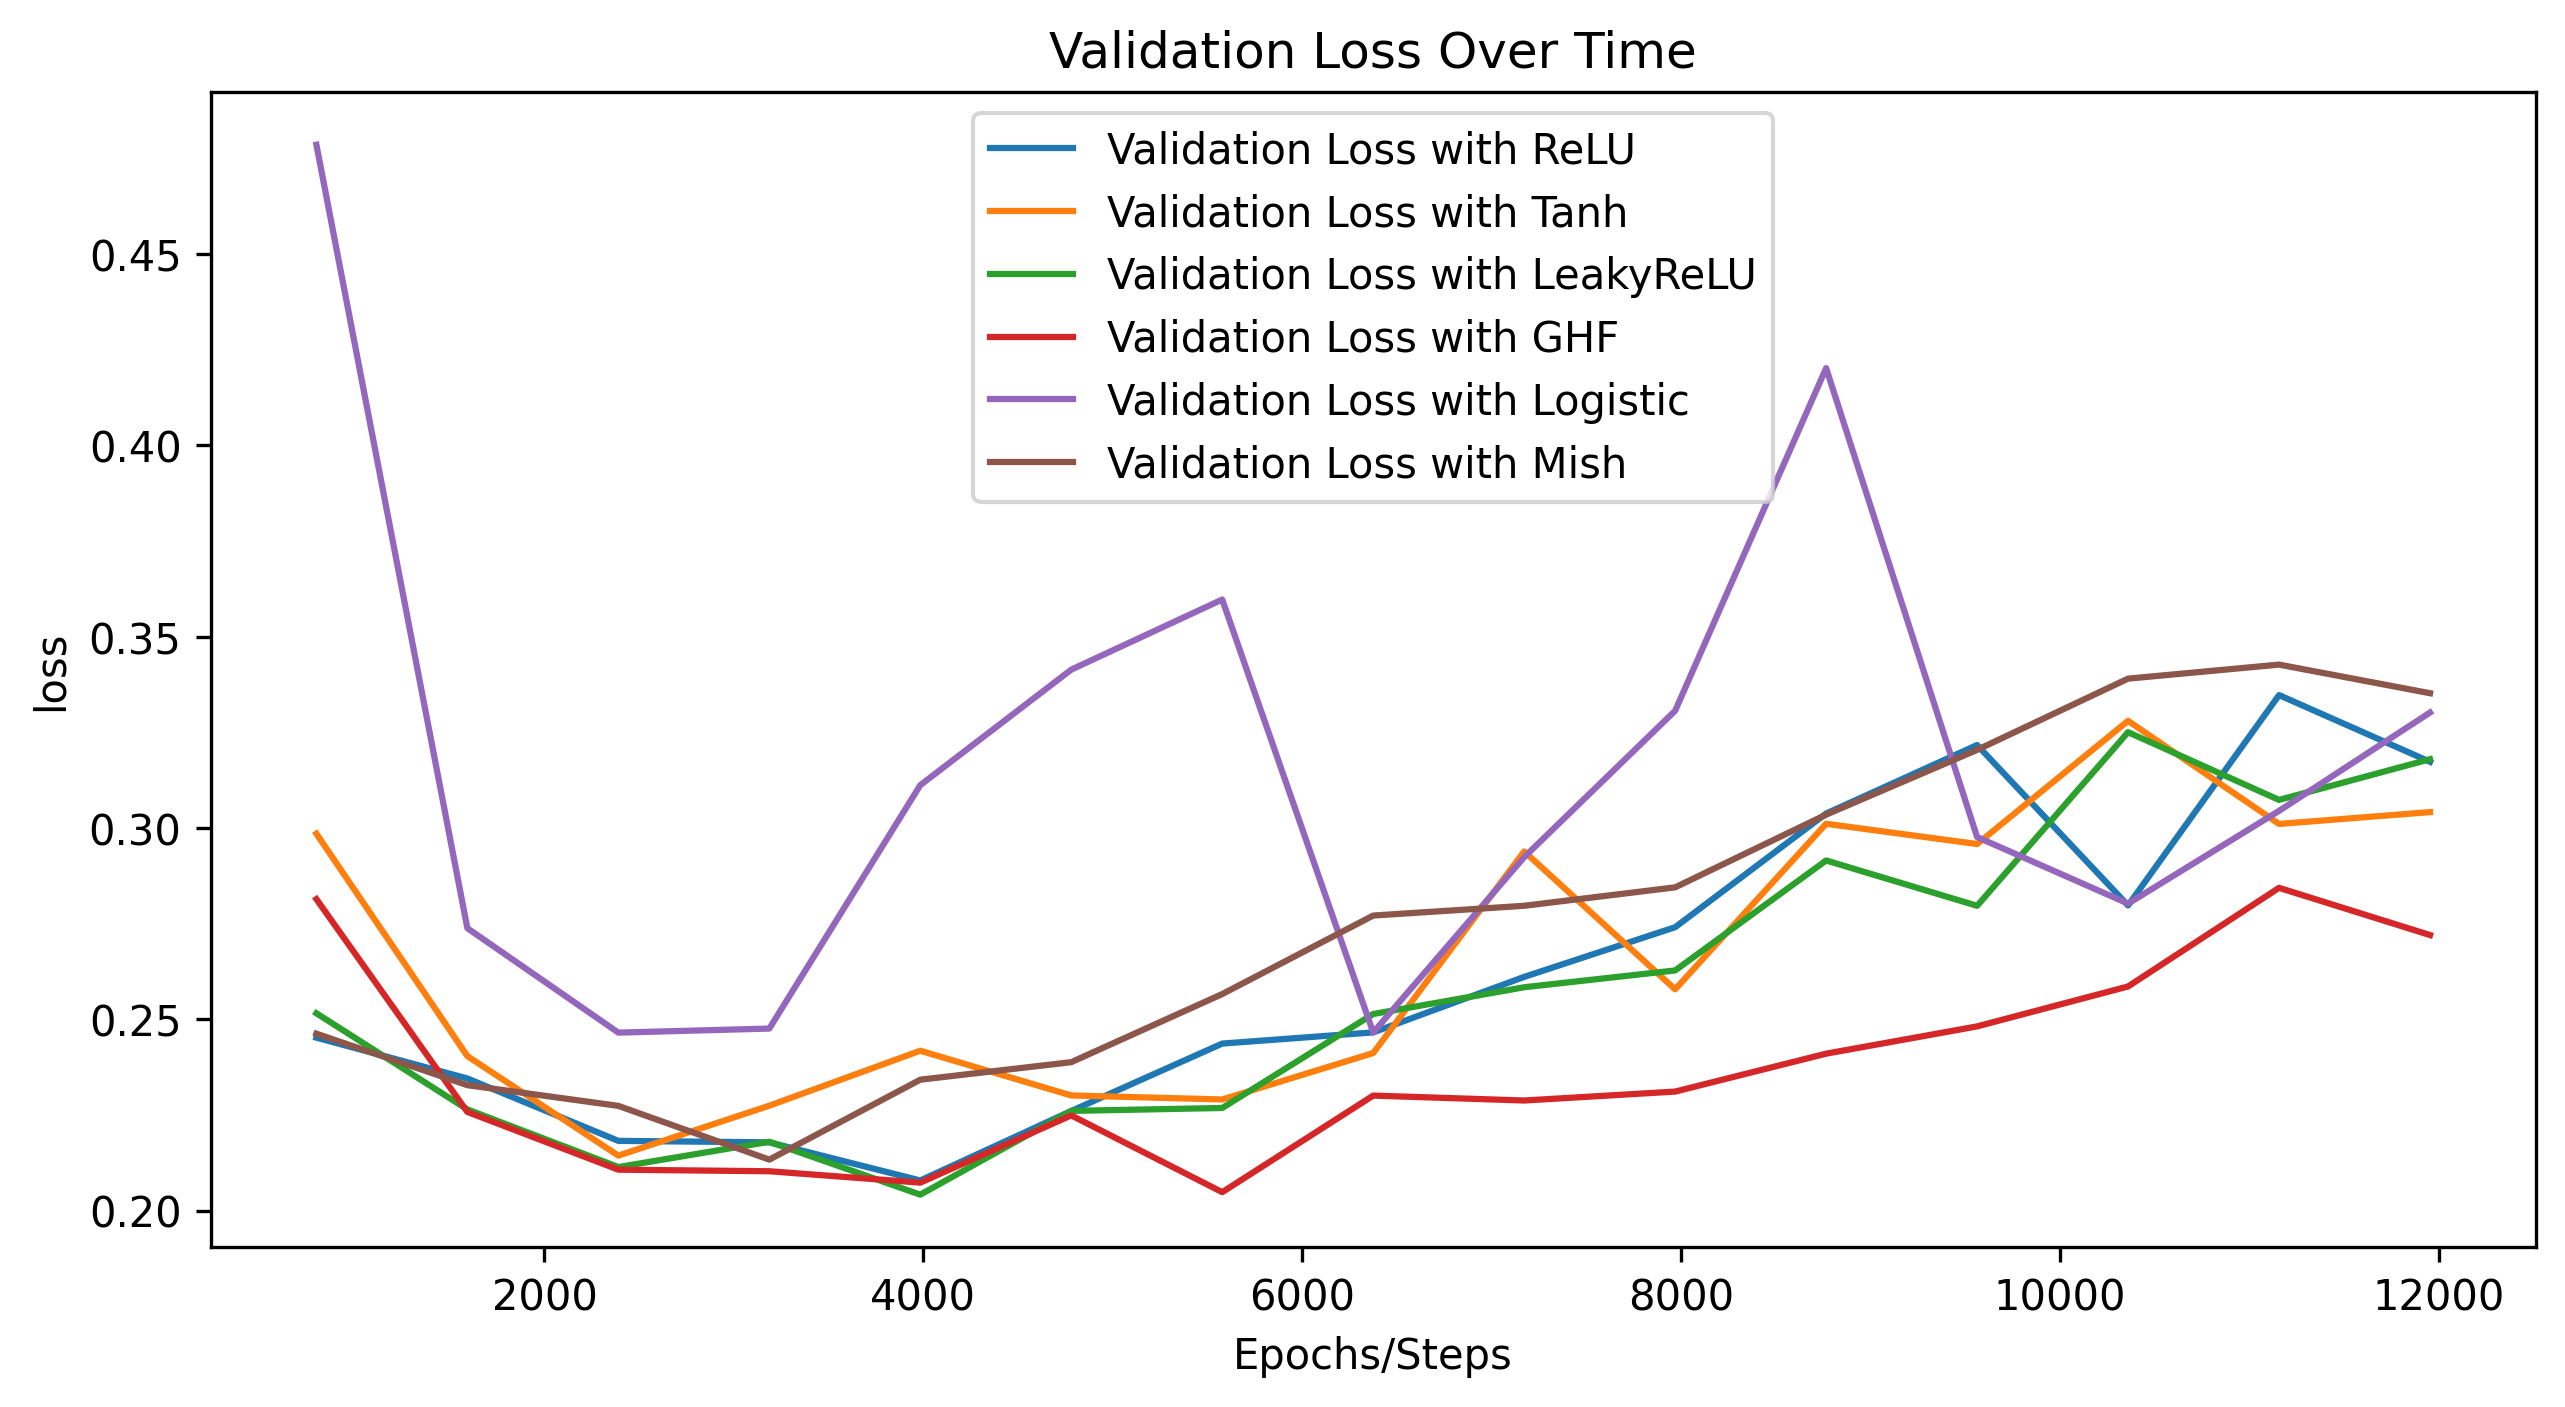 Validation Loss Over Time
Validation Loss with ReLU
Validation Loss with Tanh
Validation Loss with LeakyReLU
Validation Loss with GHF
Validation Loss with Logistic
Validation Loss with Mish
loss
0.45
0.40
0.35
0.30
0.25
0.20
2000 4000 6000 8000 10000 12000
Epochs/Steps